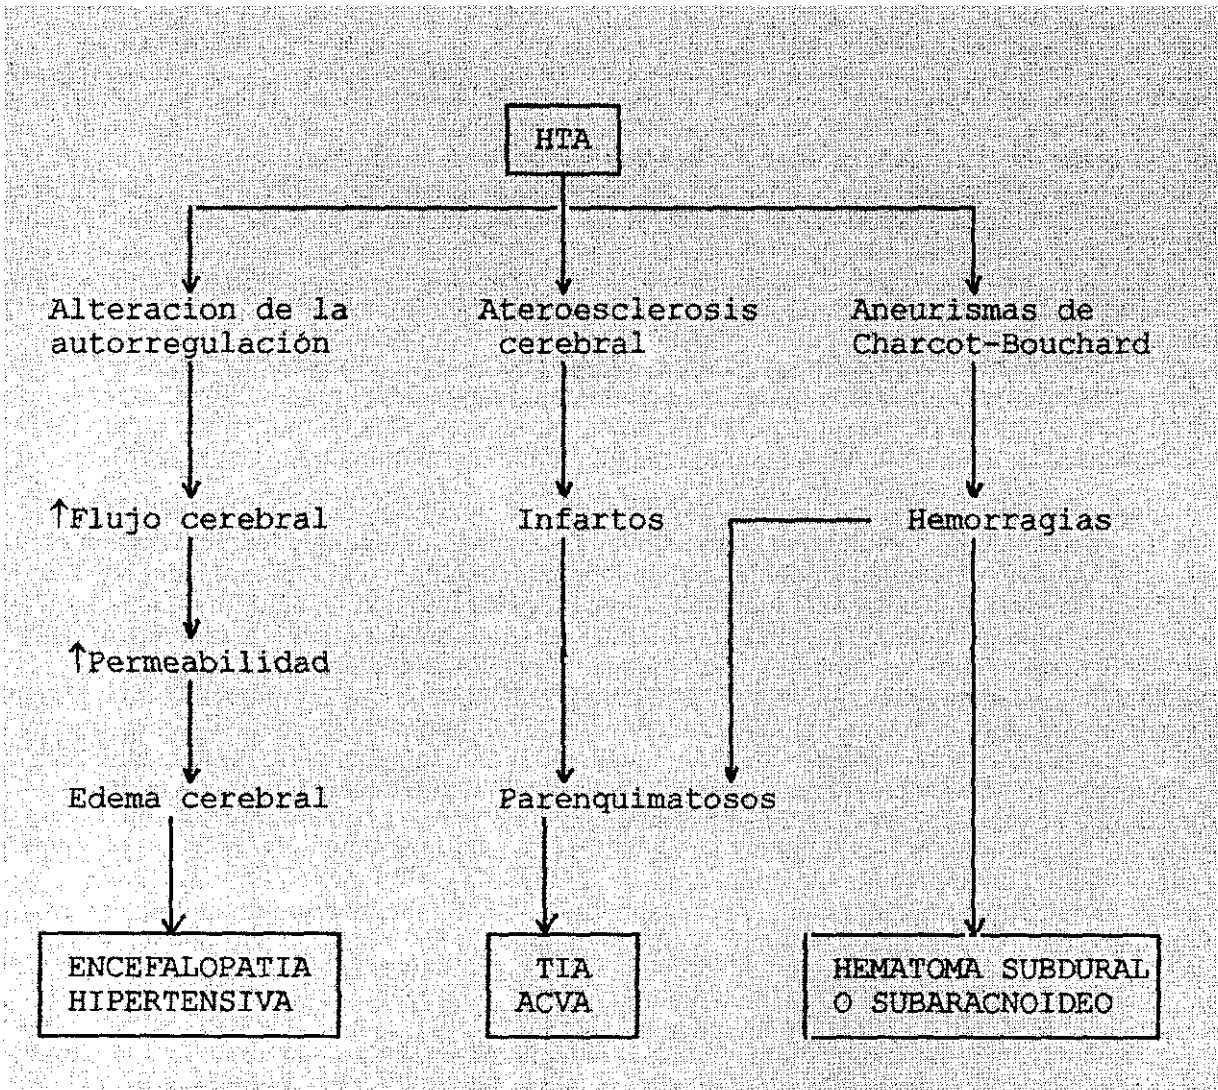 HTA
Alteracion de la
autorregulación
Ateroesclerosis
cerebral
Aneurismas de
Charcot-Bouchard
↑Flujo cerebral
Infartos
Hemorragias
↑Permeabilidad
Edema cerebral
Parenquimatosos
ENCEFALOPATIA
HIPERTENSIVA
TIA
ACVA
HEMATOMA SUBDURAL
O SUBARACNOIDEO